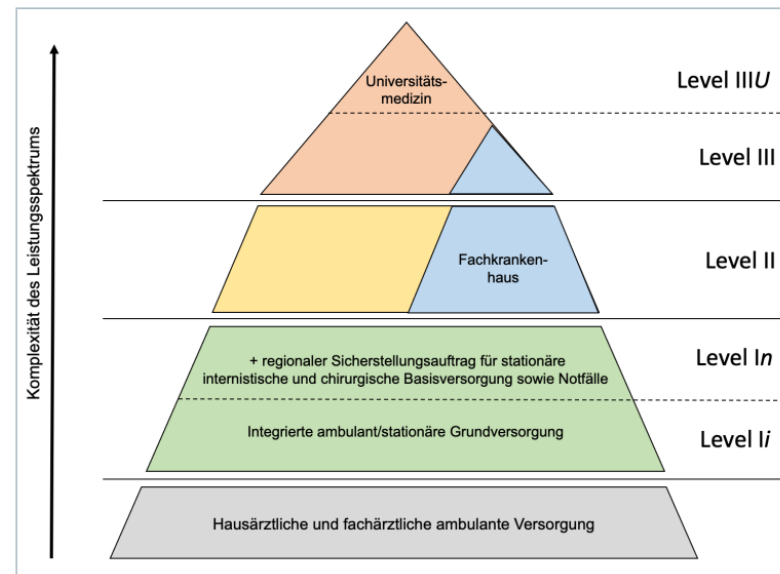 Komplexität des Leistungsspektrums
Universitäts-
medizin
Level IIIU
Level III
Fachkranken-
haus
Level II
+ regionaler Sicherstellungsauftrag für stationäre
internistische und chirurgische Basisversorgung sowie Notfälle
Level In
Integrierte ambulant/stationäre Grundversorgung
Level Ii
Hausärztliche und fachärztliche ambulante Versorgung